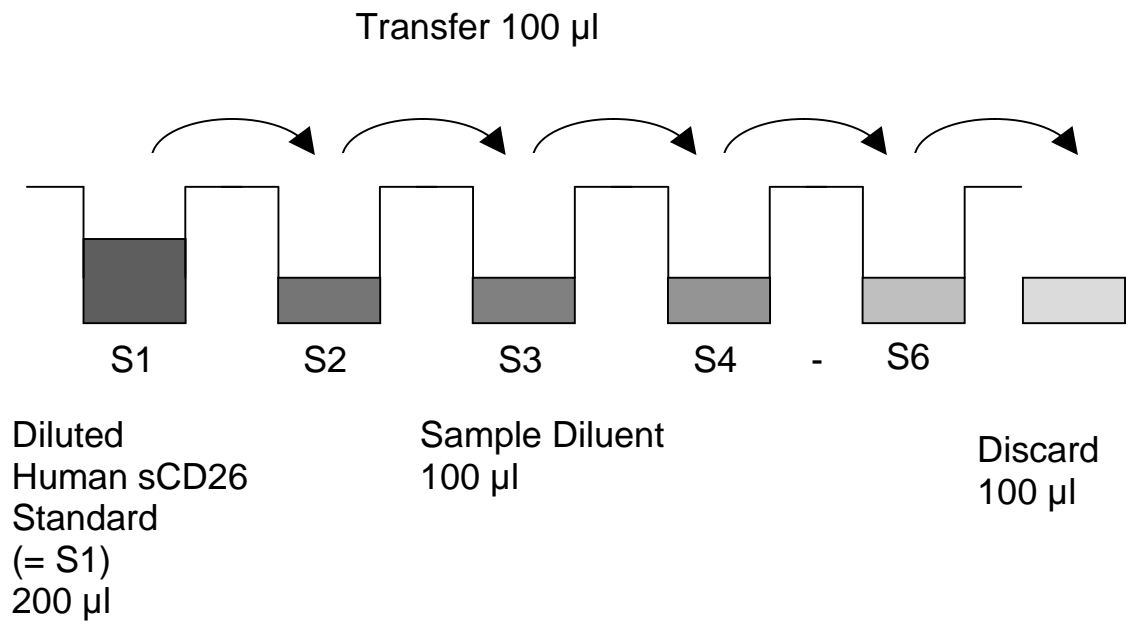 Transfer 100 µl
S1 S2 S3 S4 - S6
Diluted
Human sCD26
Standard
(= S1)
200 µl
Sample Diluent
100 µl
Discard
100 µl